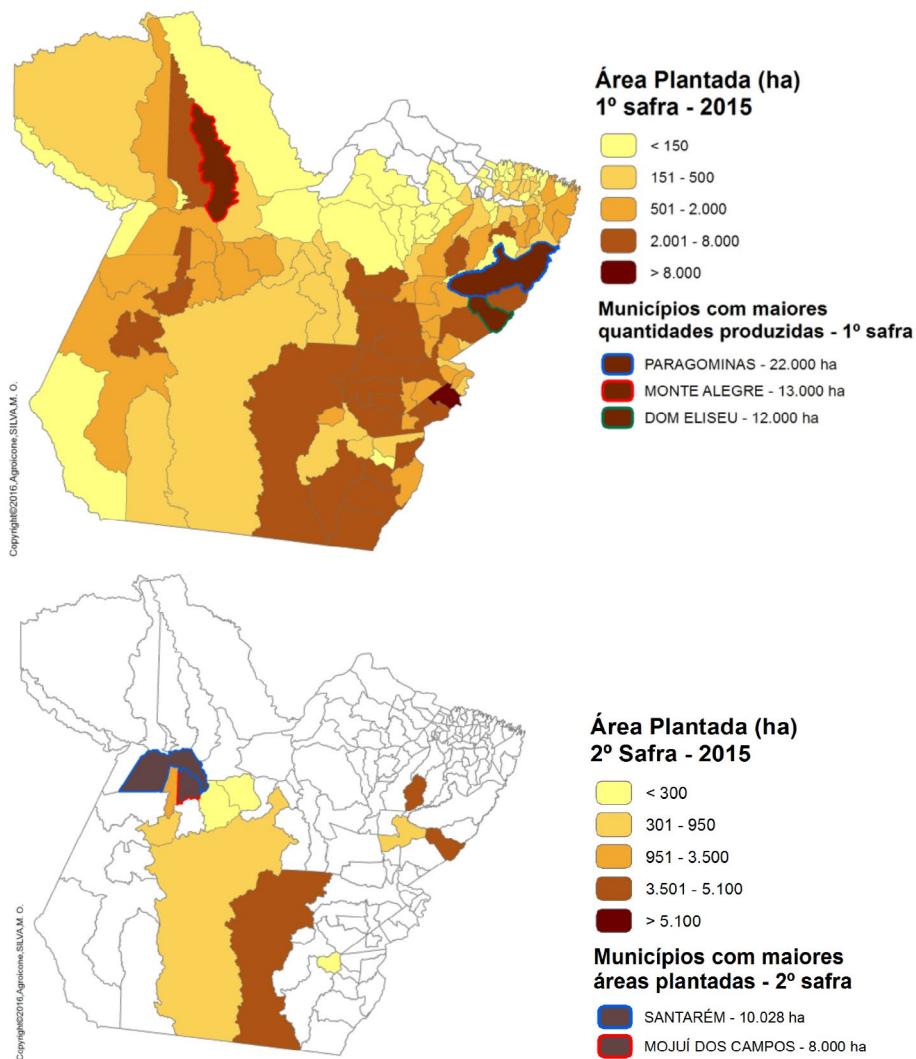 Área Plantada (ha)
1º safra - 2015
< 150
151 - 500
501 - 2.000
2.001 - 8.000
> 8.000
Municípios com maiores
quantidades produzidas - 1º safra
PARAGOMINAS - 22.000 ha
MONTE ALEGRE - 13.000 ha
DOM ELISEU - 12.000 ha
Copyright©2016,Agroicone,SILVA,M. O.
Área Plantada (ha)
2º Safra - 2015
< 300
301 - 950
951 - 3.500
3.501 - 5.100
> 5.100
Municípios com maiores
áreas plantadas - 2º safra
SANTARÉM - 10.028 ha
MOJUÍ DOS CAMPOS - 8.000 ha
Copyright©2016,Agroicone,SILVA,M. O.